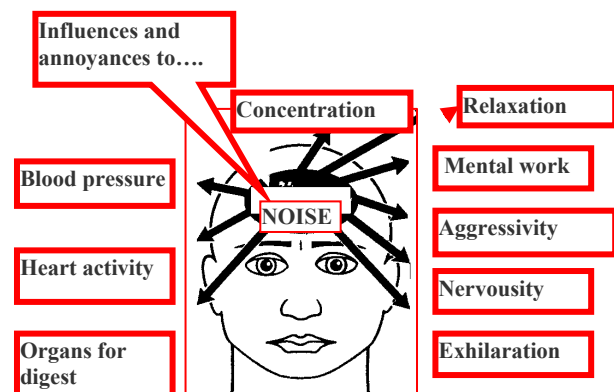 Influences and
annoyances to….
Concentration
Relaxation
Blood pressure
Mental work
NOISE
Aggressivity
Heart activity
Nervousity
Organs for
digest
Exhilaration